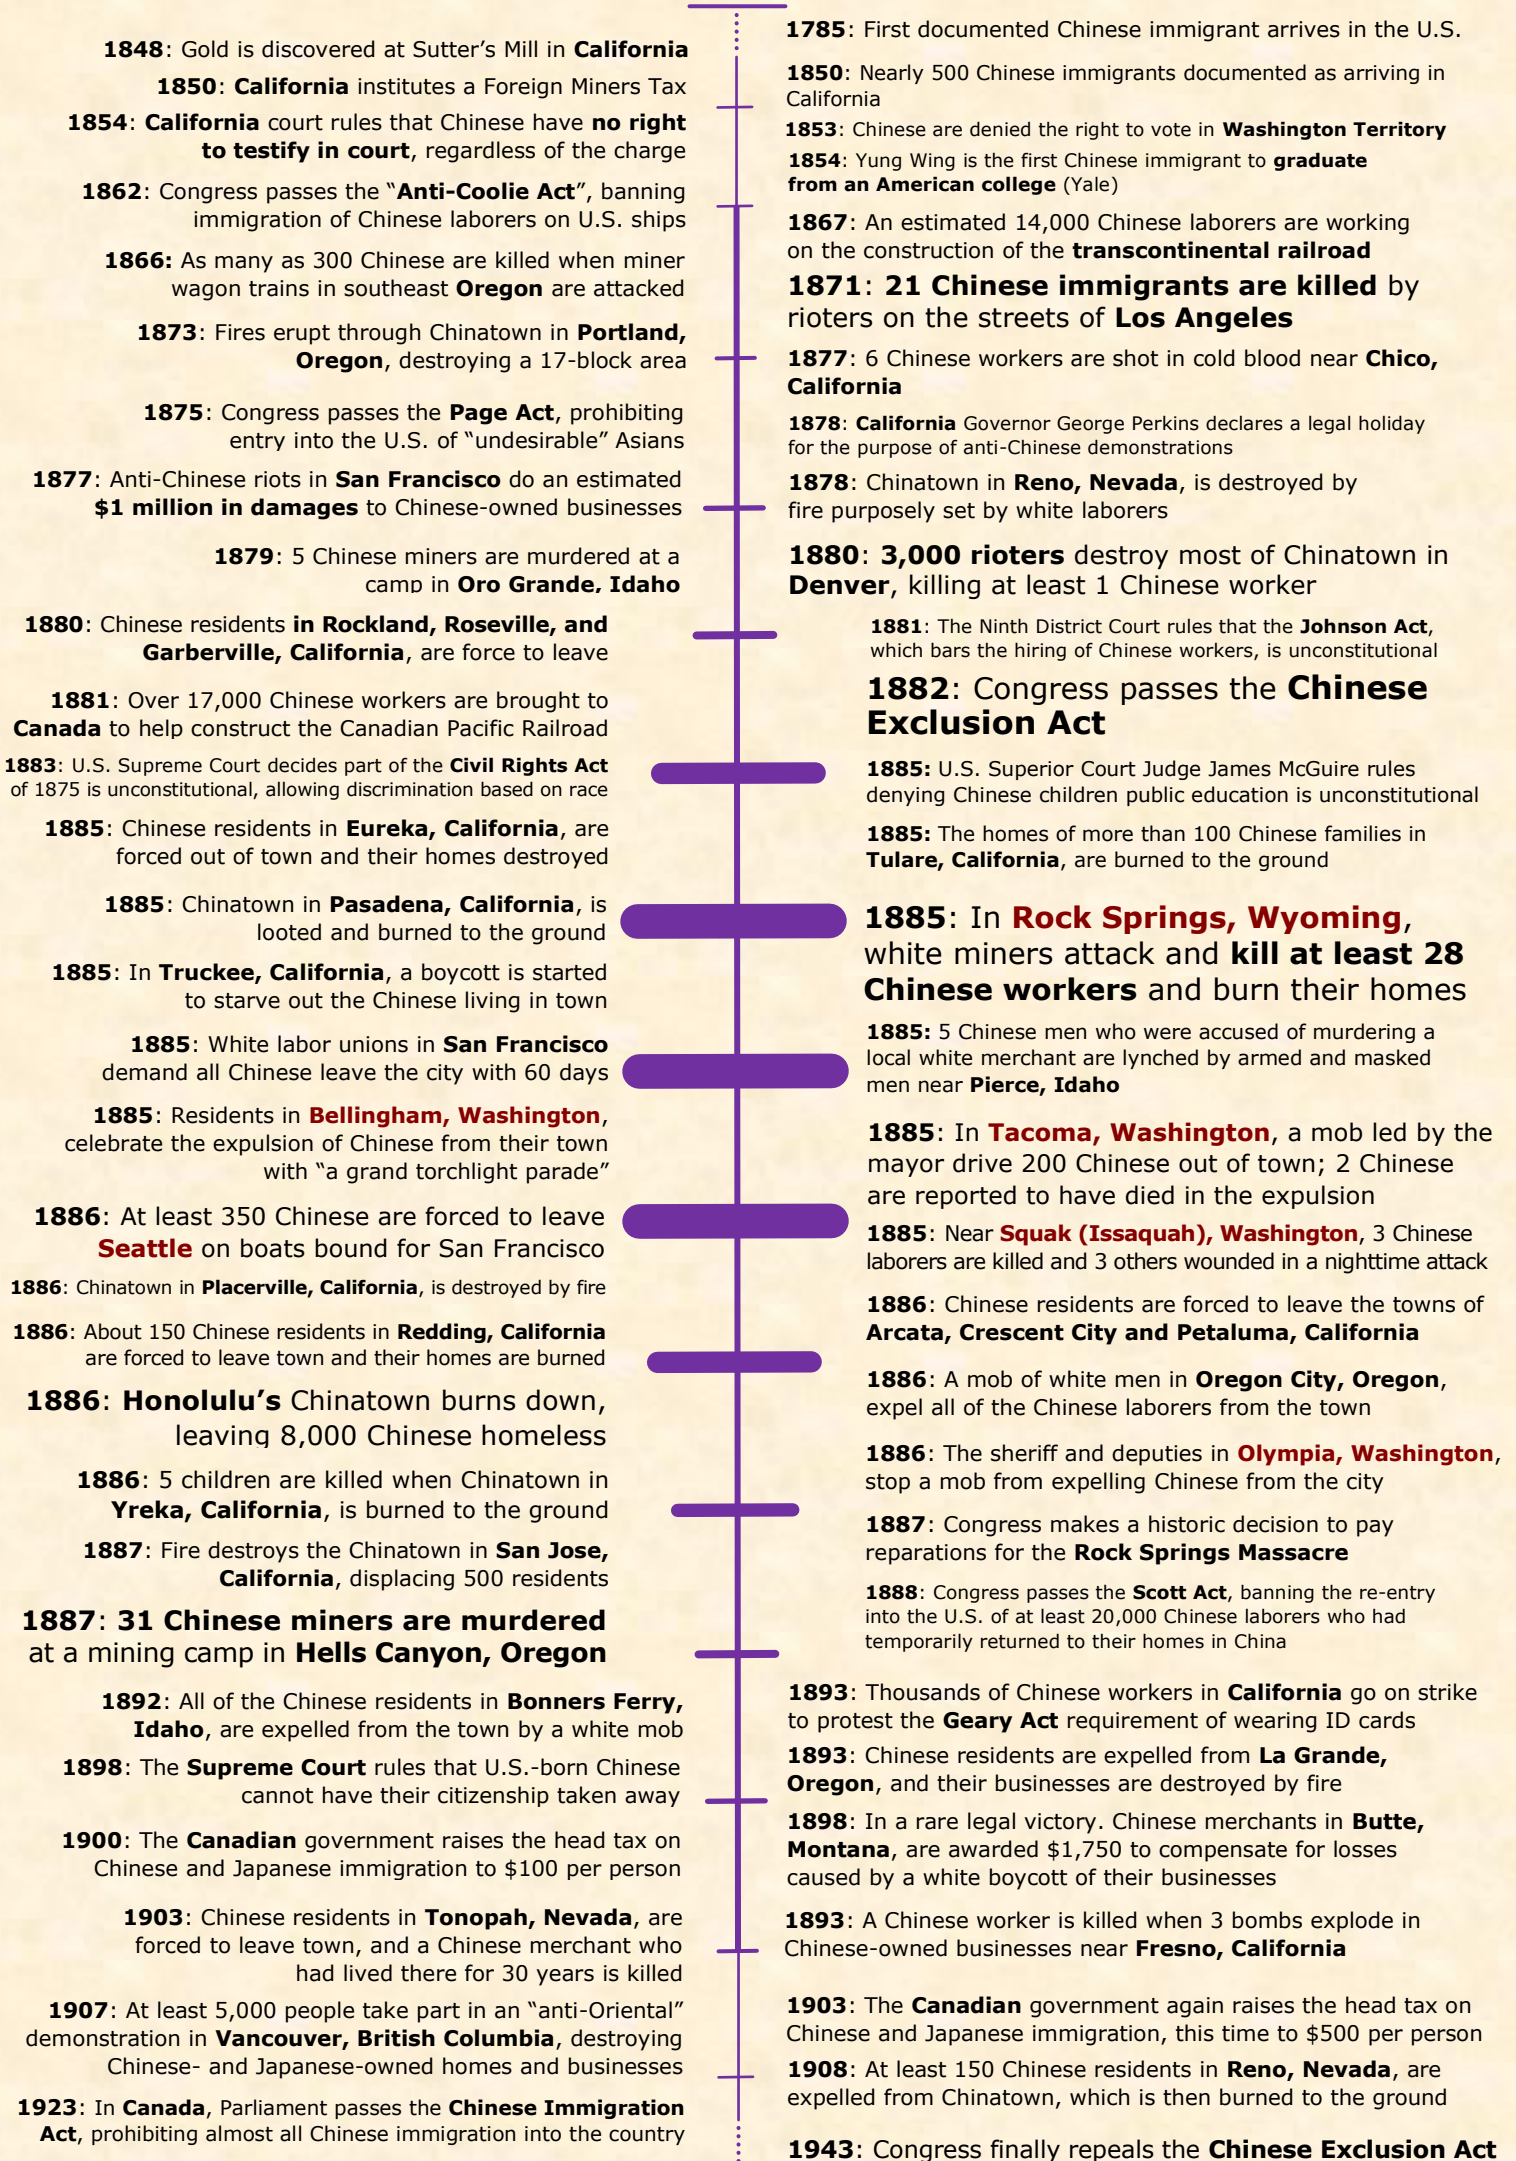 1848: Gold is discovered at Sutter’s Mill in California
1850: California institutes a Foreign Miners Tax
1854: California court rules that Chinese have no right
to testify in court, regardless of the charge
1862: Congress passes the “Anti-Coolie Act”, banning
immigration of Chinese laborers on U.S. ships
1866: As many as 300 Chinese are killed when miner
wagon trains in southeast Oregon are attacked
1873: Fires erupt through Chinatown in Portland,
Oregon, destroying a 17-block area
1875: Congress passes the Page Act, prohibiting
entry into the U.S. of “undesirable” Asians
1877: Anti-Chinese riots in San Francisco do an estimated
$1 million in damages to Chinese-owned businesses
1879: 5 Chinese miners are murdered at a
camp in Oro Grande, Idaho
1880: Chinese residents in Rockland, Roseville, and
Garberville, California, are force to leave
1881: Over 17,000 Chinese workers are brought to
Canada to help construct the Canadian Pacific Railroad
1883: U.S. Supreme Court decides part of the Civil Rights Act
of 1875 is unconstitutional, allowing discrimination based on race
1885: Chinese residents in Eureka, California, are
forced out of town and their homes destroyed
1885: Chinatown in Pasadena, California, is
looted and burned to the ground
1885: In Truckee, California, a boycott is started
to starve out the Chinese living in town
1885: White labor unions in San Francisco
demand all Chinese leave the city with 60 days
1885: Residents in Bellingham, Washington,
celebrate the expulsion of Chinese from their town
with “a grand torchlight parade”
1886: At least 350 Chinese are forced to leave
Seattle on boats bound for San Francisco
1886: Chinatown in Placerville, California, is destroyed by fire
1886: About 150 Chinese residents in Redding, California
are forced to leave town and their homes are burned
1886: Honolulu’s Chinatown burns down,
leaving 8,000 Chinese homeless
1886: 5 children are killed when Chinatown in
Yreka, California, is burned to the ground
1887: Fire destroys the Chinatown in San Jose,
California, displacing 500 residents
1887: 31 Chinese miners are murdered
at a mining camp in Hells Canyon, Oregon
1892: All of the Chinese residents in Bonners Ferry,
Idaho, are expelled from the town by a white mob
1898: The Supreme Court rules that U.S.-born Chinese
cannot have their citizenship taken away
1900: The Canadian government raises the head tax on
Chinese and Japanese immigration to $100 per person
1903: Chinese residents in Tonopah, Nevada, are
forced to leave town, and a Chinese merchant who
had lived there for 30 years is killed
1907: At least 5,000 people take part in an “anti-Oriental”
demonstration in Vancouver, British Columbia, destroying
Chinese- and Japanese-owned homes and businesses
1923: In Canada, Parliament passes the Chinese Immigration
Act, prohibiting almost all Chinese immigration into the country
1785: First documented Chinese immigrant arrives in the U.S.
1850: Nearly 500 Chinese immigrants documented as arriving in
California
1853: Chinese are denied the right to vote in Washington Territory
1854: Yung Wing is the first Chinese immigrant to graduate
from an American college (Yale)
1867: An estimated 14,000 Chinese laborers are working
on the construction of the transcontinental railroad
1871: 21 Chinese immigrants are killed by
rioters on the streets of Los Angeles
1877: 6 Chinese workers are shot in cold blood near Chico,
California
1878: California Governor George Perkins declares a legal holiday
for the purpose of anti-Chinese demonstrations
1878: Chinatown in Reno, Nevada, is destroyed by
fire purposely set by white laborers
1880: 3,000 rioters destroy most of Chinatown in
Denver, killing at least 1 Chinese worker
1881: The Ninth District Court rules that the Johnson Act,
which bars the hiring of Chinese workers, is unconstitutional
1882: Congress passes the Chinese
Exclusion Act
1885: U.S. Superior Court Judge James McGuire rules
denying Chinese children public education is unconstitutional
1885: The homes of more than 100 Chinese families in
Tulare, California, are burned to the ground
1885: In Rock Springs, Wyoming,
white miners attack and kill at least 28
Chinese workers and burn their homes
1885: 5 Chinese men who were accused of murdering a
local white merchant are lynched by armed and masked
men near Pierce, Idaho
1885: In Tacoma, Washington, a mob led by the
mayor drive 200 Chinese out of town; 2 Chinese
are reported to have died in the expulsion
1885: Near Squak (Issaquah), Washington, 3 Chinese
laborers are killed and 3 others wounded in a nighttime attack
1886: Chinese residents are forced to leave the towns of
Arcata, Crescent City and Petaluma, California
1886: A mob of white men in Oregon City, Oregon,
expel all of the Chinese laborers from the town
1886: The sheriff and deputies in Olympia, Washington,
stop a mob from expelling Chinese from the city
1887: Congress makes a historic decision to pay
reparations for the Rock Springs Massacre
1888: Congress passes the Scott Act, banning the re-entry
into the U.S. of at least 20,000 Chinese laborers who had
temporarily returned to their homes in China
1893: Thousands of Chinese workers in California go on strike
to protest the Geary Act requirement of wearing ID cards
1893: Chinese residents are expelled from La Grande,
Oregon, and their businesses are destroyed by fire
1898: In a rare legal victory. Chinese merchants in Butte,
Montana, are awarded $1,750 to compensate for losses
caused by a white boycott of their businesses
1893: A Chinese worker is killed when 3 bombs explode in
Chinese-owned businesses near Fresno, California
1903: The Canadian government again raises the head tax on
Chinese and Japanese immigration, this time to $500 per person
1908: At least 150 Chinese residents in Reno, Nevada, are
expelled from Chinatown, which is then burned to the ground
1943: Congress finally repeals the Chinese Exclusion Act